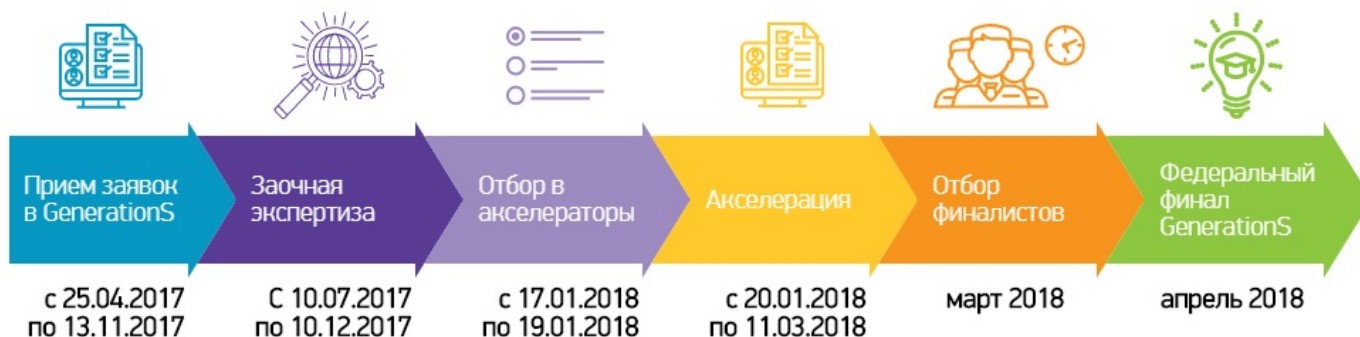 Прием заявок
в GenerationS
Заочная
экспертиза
Отбор в
акселераторы
Акселерация
Отбор
финалистов
Федеральный
финал
GenerationS
с 25.04.2017
по 13.11.2017
С 10.07.2017
по 10.12.2017
с 17.01.2018
по 19.01.2018
с 20.01.2018
по 11.03.2018
март 2018
апрель 2018